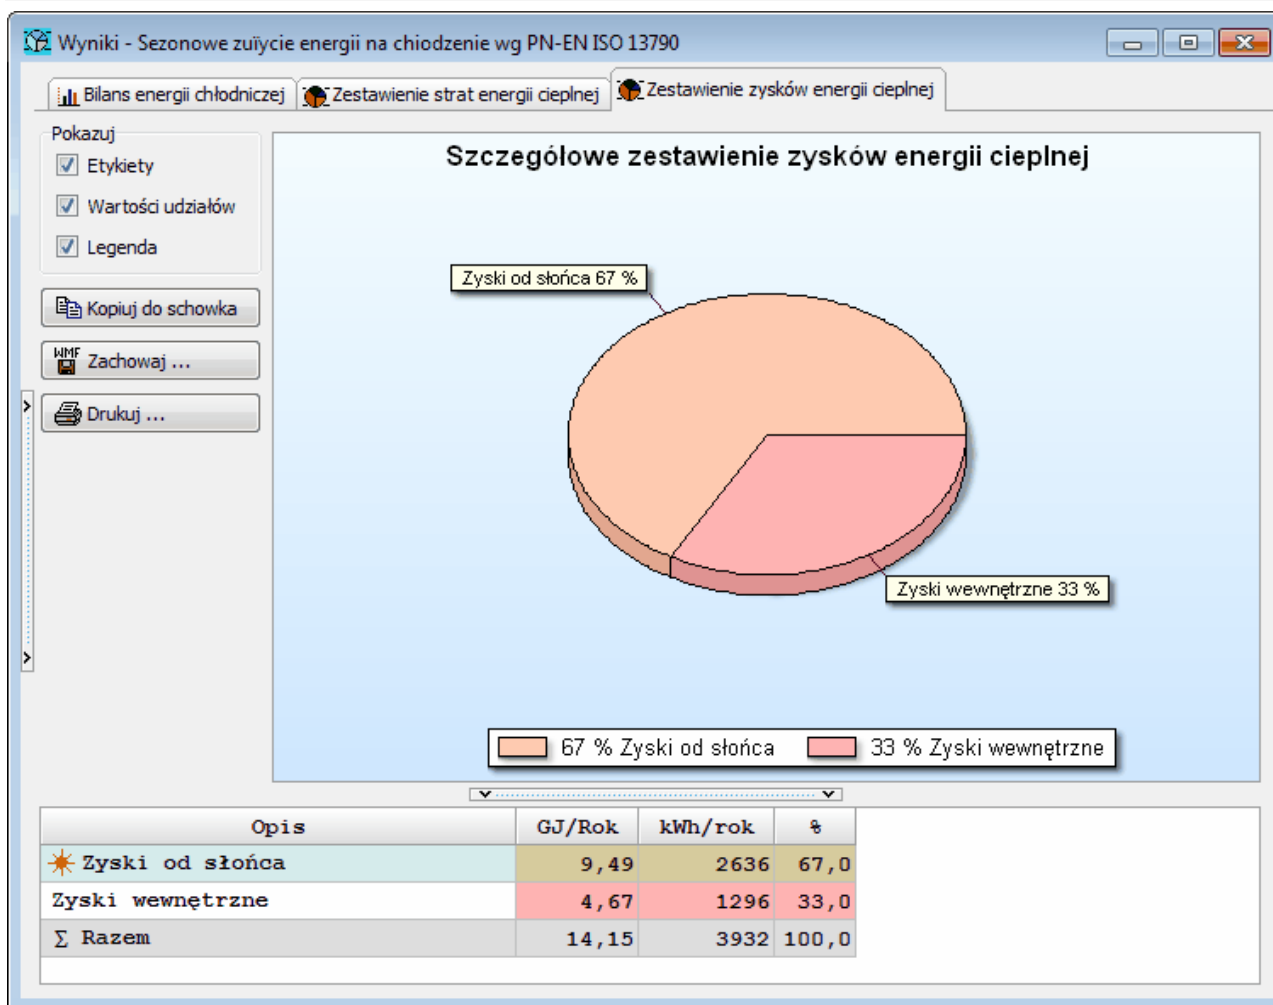 Wyniki - Sezonowe zuïycie energii na chiodzenie wg PN-EN ISO 13790
Bilans energii chłodniczej Zestawienie strat energii cieplnej Zestawienie zysków energii cieplnej
Pokazuj
Etykiety
Wartości udziałów
Legenda
Kopiuj do schowka
WMF Zachowaj ...
Drukuj ...
Szczegółowe zestawienie zysków energii cieplnej
Zyski od słońca 67 %
Zyski wewnętrzne 33 %
67 % Zyski od słońca 33 % Zyski wewnętrzne
Opis GJ/Rok kWh/rok %
Zyski od słońca 9,49 2636 67,0
Zyski wewnętrzne 4,67 1296 33,0
Σ Razem 14,15 3932 100,0